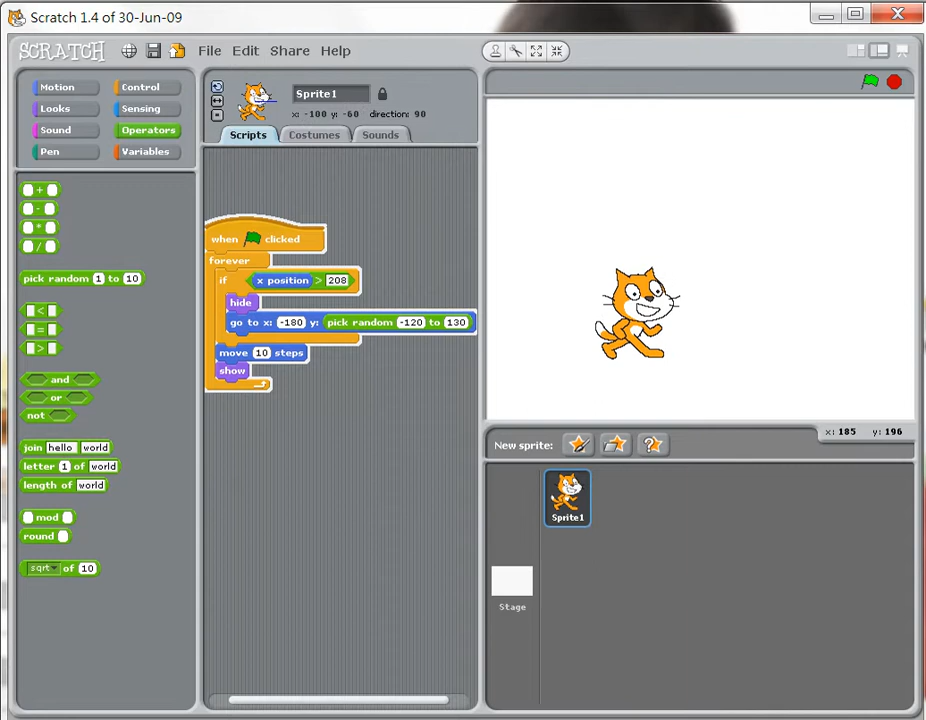 Scratch 1.4 of 30-Jun-09
SCRATCH File Edit Share Help
Motion Control
Looks Sensing
Sound Operators
Pen Variables
+
-
*
/
pick random 1 to 10
<
=
>
and
or
not
join hello world
letter 1 of world
length of world
mod
round
sqrt of 10
Sprite1
x: -100 y: -60 direction: 90
Scripts Costumes Sounds
when clicked
forever
if x position > 208
hide
go to x: -180 y: pick random -120 to 130
move 10 steps
show
x: 185 y: 196
New sprite:
Sprite1
Stage